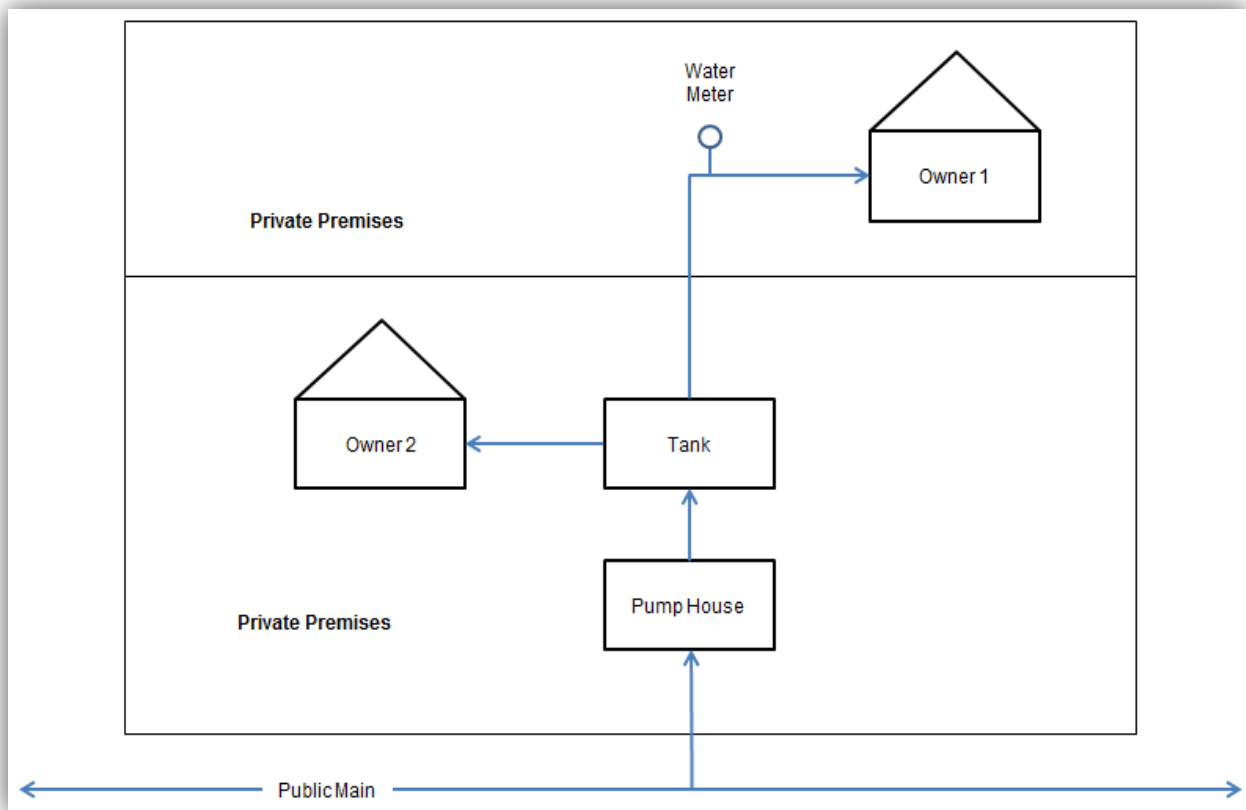 Water
Meter
Owner 1
Private Premises
Owner 2
Tank
Pump House
Private Premises
Public Main